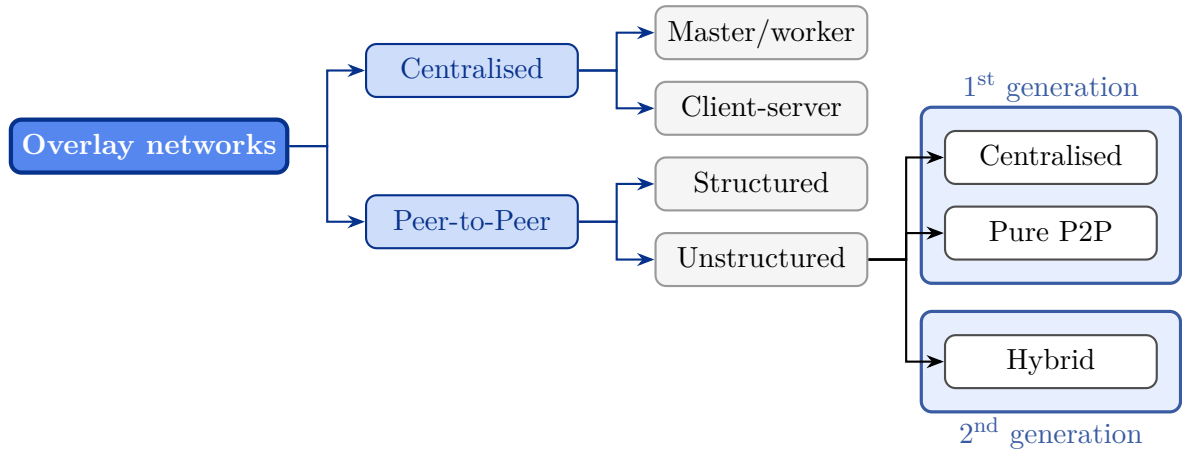 Overlay networks
Centralised
Peer-to-Peer
Master/worker
Client-server
Structured
Unstructured
1st generation
Centralised
Pure P2P
Hybrid
2nd generation